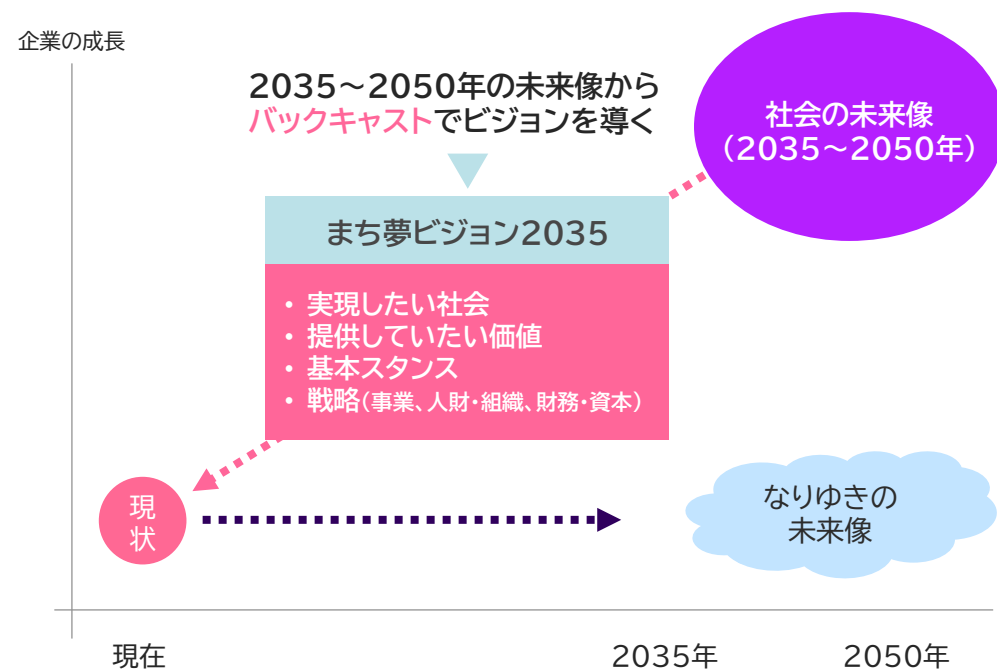 企業の成長
2035～2050年の未来像から
バックキャストでビジョンを導く
社会の未来像
（2035～2050年）
まち夢ビジョン2035
・ 実現したい社会
・ 提供していたい価値
・ 基本スタンス
・ 戦略（事業、人財・組織、財務・資本）
現
状
なりゆきの
未来像
現在
2035年
2050年